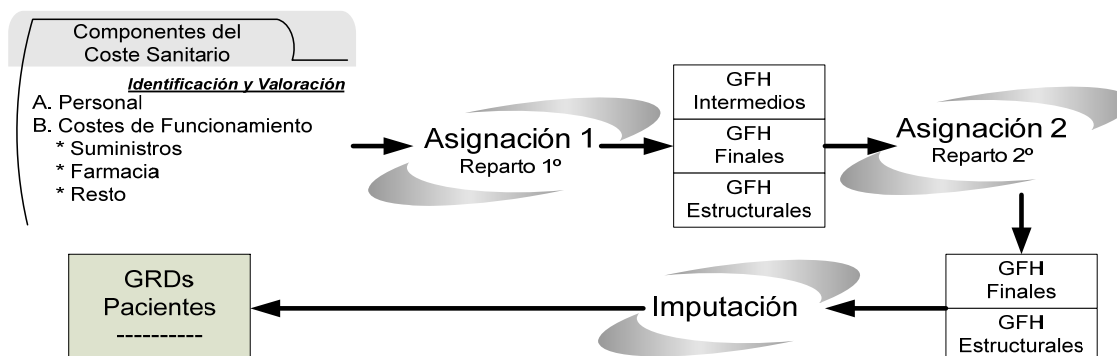 Componentes del
Coste Sanitario
Identificación y Valoración
A. Personal
B. Costes de Funcionamiento
* Suministros
* Farmacia
* Resto
Asignación 1
Reparto 1º
GFH
Intermedios
GFH
Finales
GFH
Estructurales
Asignación 2
Reparto 2º
GFH
Finales
GFH
Estructurales
Imputación
GRDs
Pacientes
----------